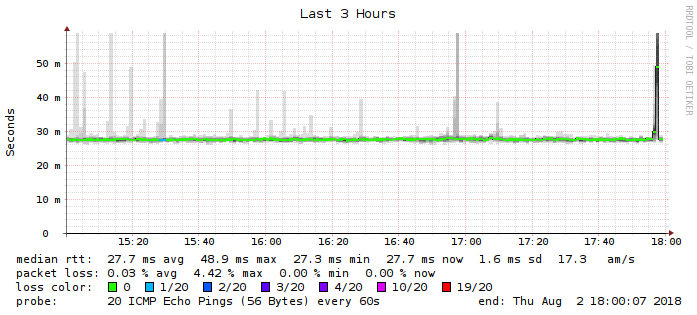 Last 3 Hours
RRDTOOL / TOBI OETIKER
Seconds
50 m
40 m
30 m
20 m
10 m
0
15:20 15:40 16:00 16:20 16:40 17:00 17:20 17:40 18:00
median rtt: 27.7 ms avg 48.9 ms max 27.3 ms min 27.7 ms now 1.6 ms sd 17.3 am/s
packet loss: 0.03 % avg 4.42 % max 0.00 % min 0.00 % now
loss color: 0 1/20 2/20 3/20 4/20 10/20 19/20
probe: 20 ICMP Echo Pings (56 Bytes) every 60s end: Thu Aug 2 18:00:07 2018